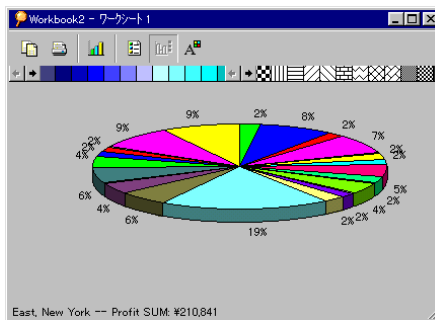 Workbook2 - ワークシート 1
A
9% 9% 2% 8% 2%
2% 7%
2% 2%
4% 2%
6% 5%
4% 2%
6% 4%
2% 2%
19%
East, New York -- Profit SUM: ¥210,841